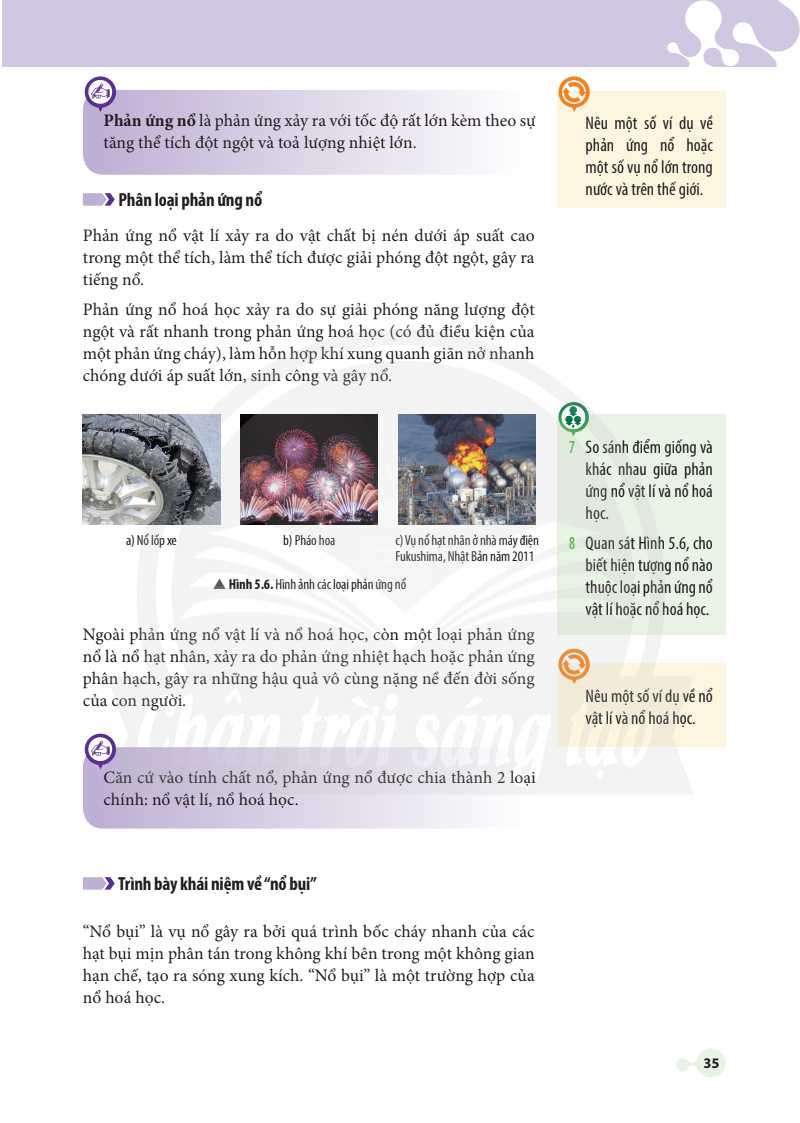 Phản ứng nổ là phản ứng xảy ra với tốc độ rất lớn kèm theo sự
tăng thể tích đột ngột và toả lượng nhiệt lớn.
Nêu một số ví dụ về
phản ứng nổ hoặc
một số vụ nổ lớn trong
nước và trên thế giới.
Phân loại phản ứng nổ
Phản ứng nổ vật lí xảy ra do vật chất bị nén dưới áp suất cao
trong một thể tích, làm thể tích được giải phóng đột ngột, gây ra
tiếng nổ.
Phản ứng nổ hoá học xảy ra do sự giải phóng năng lượng đột
ngột và rất nhanh trong phản ứng hoá học (có đủ điều kiện của
một phản ứng cháy), làm hỗn hợp khí xung quanh giãn nở nhanh
chóng dưới áp suất lớn, sinh công và gây nổ.
a) Nổ lốp xe
b) Pháo hoa
c) Vụ nổ hạt nhân ở nhà máy điện
Fukushima, Nhật Bản năm 2011
▲ Hình 5.6. Hình ảnh các loại phản ứng nổ
7 So sánh điểm giống và
khác nhau giữa phản
ứng nổ vật lí và nổ hoá
học.
8 Quan sát Hình 5.6, cho
biết hiện tượng nổ nào
thuộc loại phản ứng nổ
vật lí hoặc nổ hoá học.
Ngoài phản ứng nổ vật lí và nổ hoá học, còn một loại phản ứng
nổ là nổ hạt nhân, xảy ra do phản ứng nhiệt hạch hoặc phản ứng
phân hạch, gây ra những hậu quả vô cùng nặng nề đến đời sống
của con người.
Nêu một số ví dụ về nổ
vật lí và nổ hoá học.
Chân trời sáng tạo
Căn cứ vào tính chất nổ, phản ứng nổ được chia thành 2 loại
chính: nổ vật lí, nổ hoá học.
Trình bày khái niệm về “nổ bụi”
“Nổ bụi” là vụ nổ gây ra bởi quá trình bốc cháy nhanh của các
hạt bụi mịn phân tán trong không khí bên trong một không gian
hạn chế, tạo ra sóng xung kích. “Nổ bụi” là một trường hợp của
nổ hoá học.
35